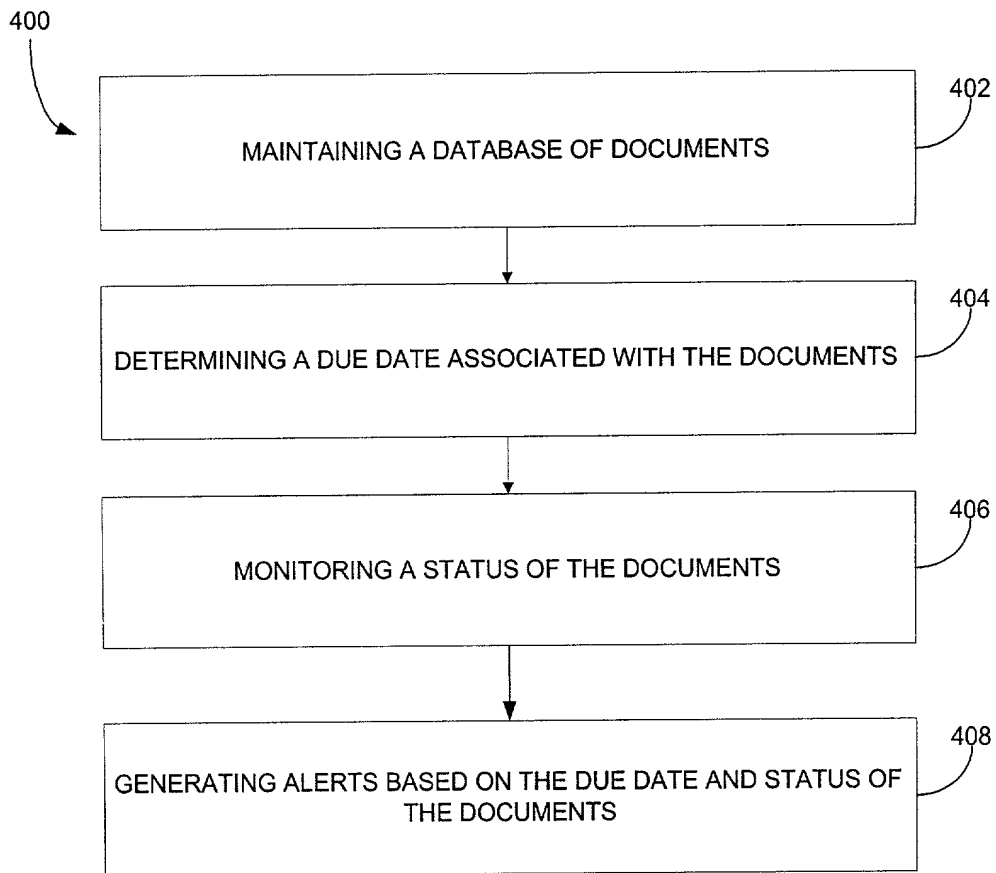 400
402
MAINTAINING A DATABASE OF DOCUMENTS
404
DETERMINING A DUE DATE ASSOCIATED WITH THE DOCUMENTS
406
MONITORING A STATUS OF THE DOCUMENTS
408
GENERATING ALERTS BASED ON THE DUE DATE AND STATUS OF
THE DOCUMENTS